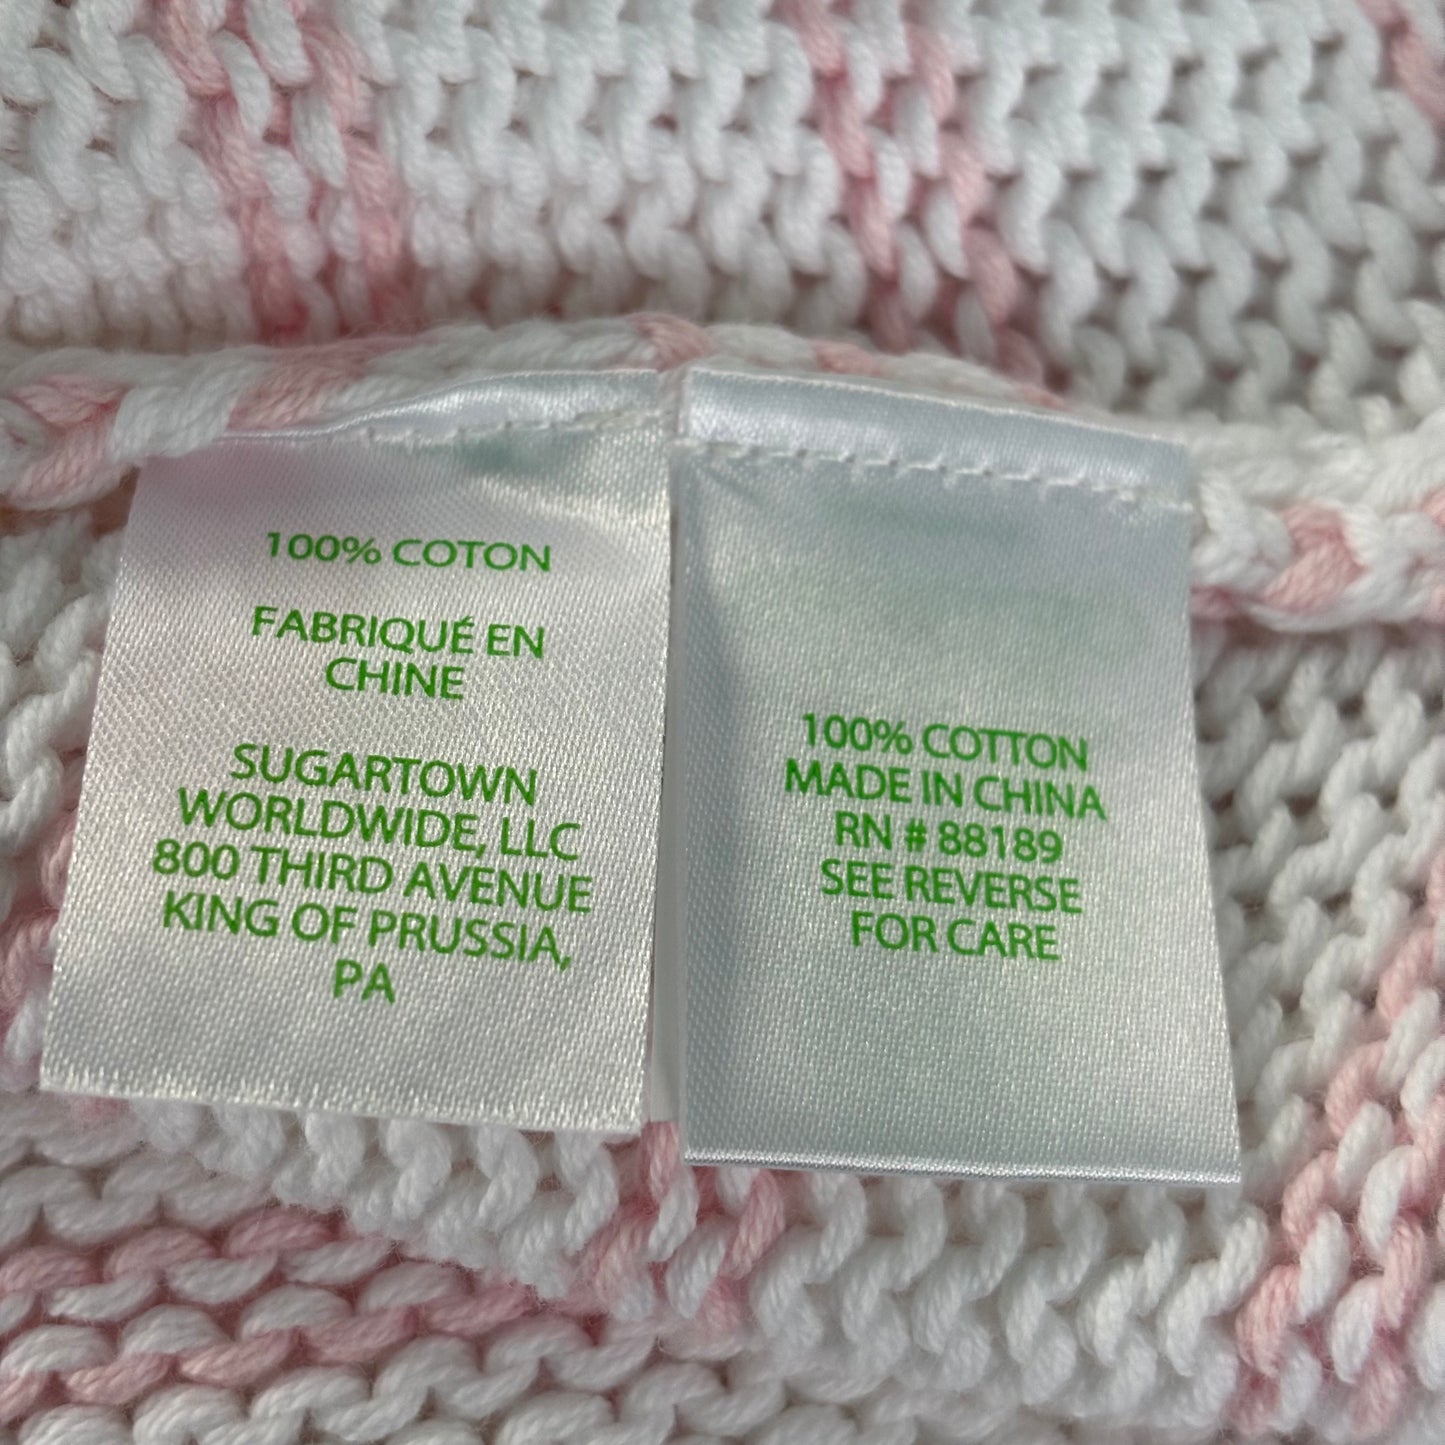 100% COTON
FABRIQUÉ EN
CHINE
SUGARTOWN
WORLDWIDE, LLC
800 THIRD AVENUE
KING OF PRUSSIA,
PA
100% COTTON
MADE IN CHINA
RN # 88189
SEE REVERSE
FOR CARE